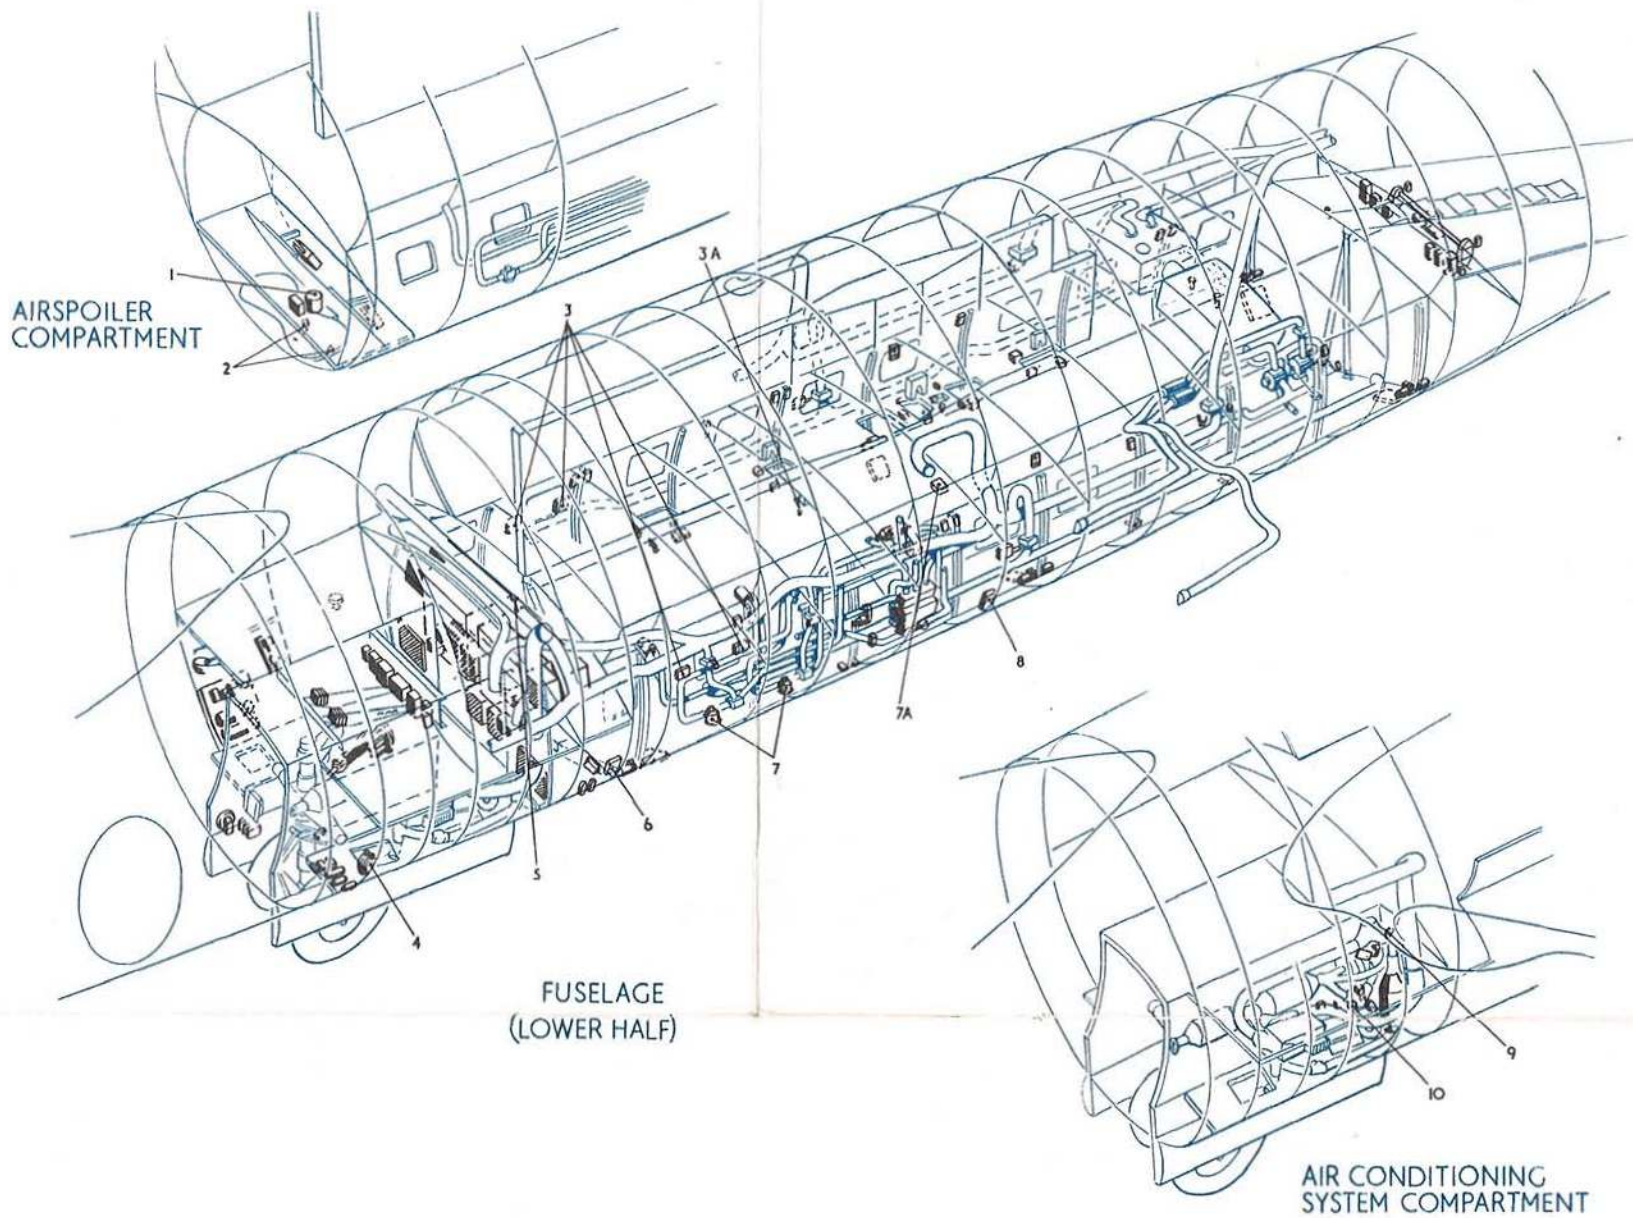 1
AIRSPOILER
COMPARTMENT
2
3
3A
8
7A
7
6
5
4
FUSELAGE
(LOWER HALF)
9
10
AIR CONDITIONING
SYSTEM COMPARTMENT